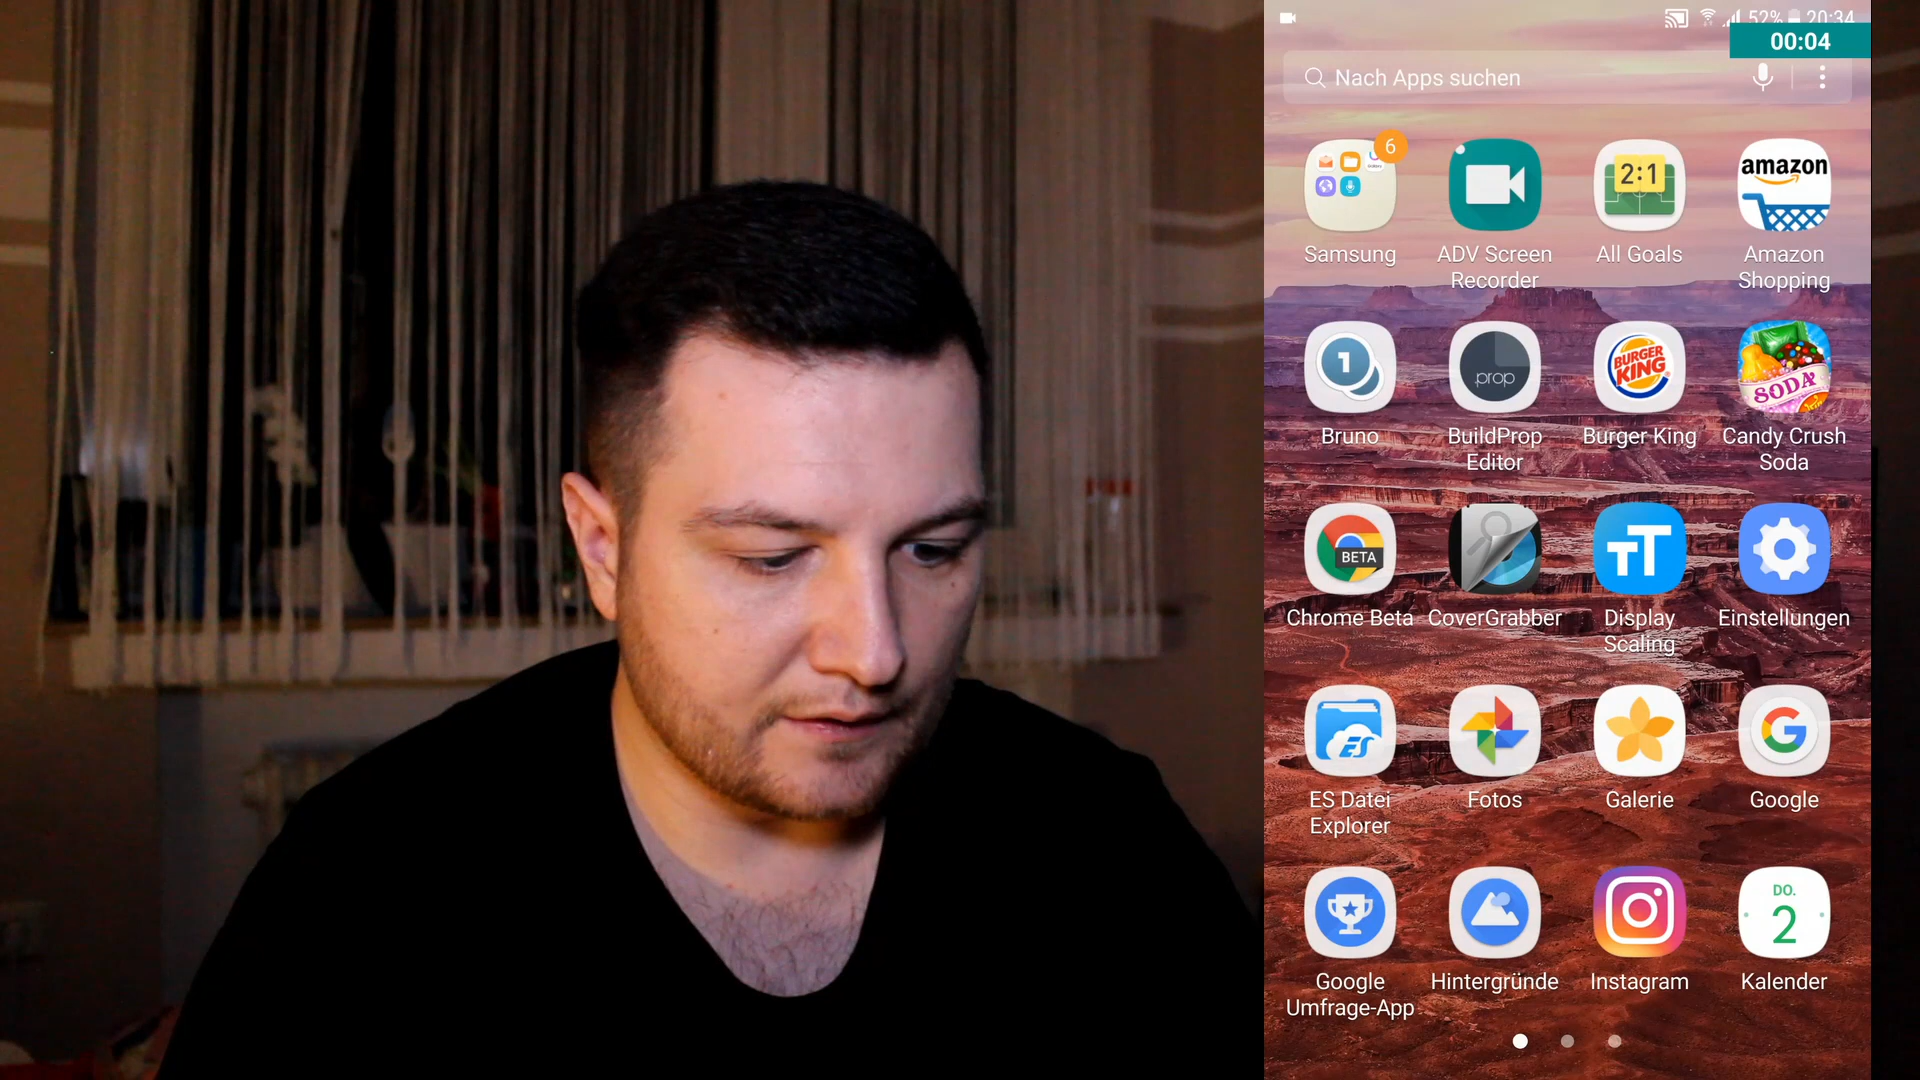 52% 20:34
00:04
Nach Apps suchen
6
2:1
amazon
Samsung
ADV Screen
Recorder
All Goals
Amazon
Shopping
1
prop
BURGER
KING
SODA
Bruno
BuildProp
Editor
Burger King
Candy Crush
Soda
BETA
TT
Chrome Beta
CoverGrabber
Display
Scaling
Einstellungen
ES
G
ES Datei
Explorer
Fotos
Galerie
Google
DO.
2
Google
Umfrage-App
Hintergründe
Instagram
Kalender